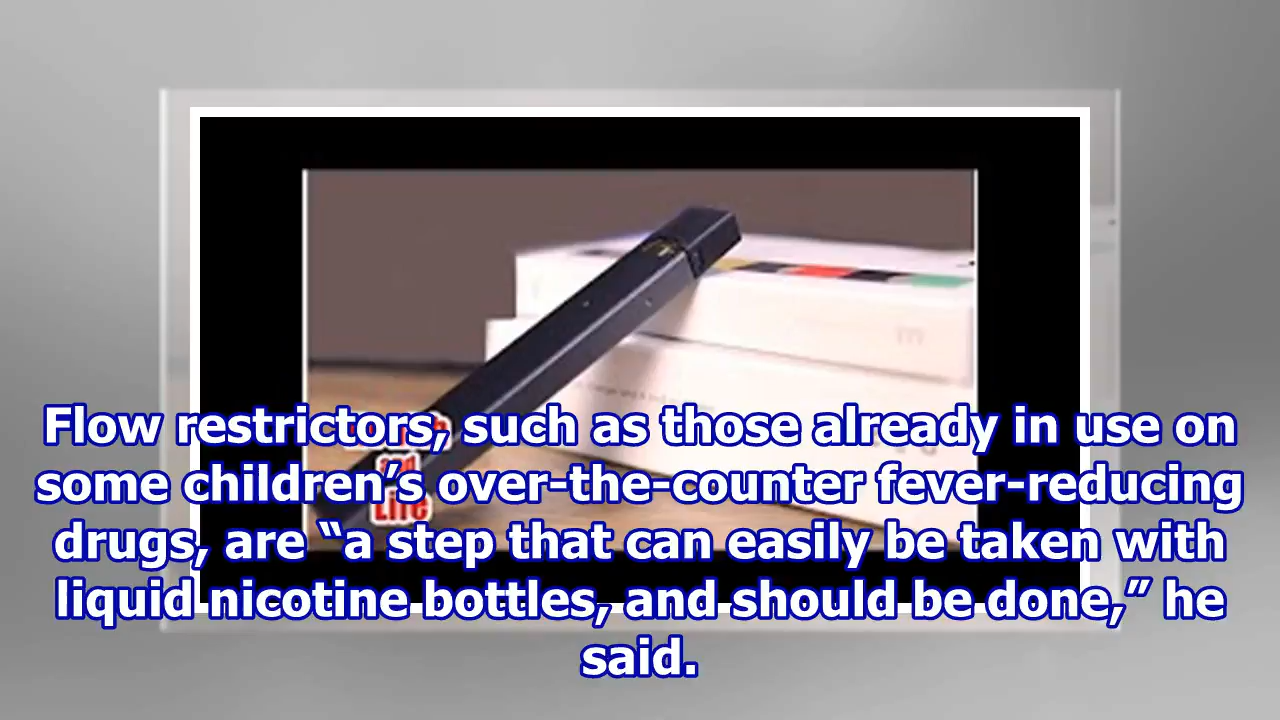 Flow restrictors, such as those already in use on
some children’s over-the-counter fever-reducing
drugs, are “a step that can easily be taken with
liquid nicotine bottles, and should be done,” he
said.
Life